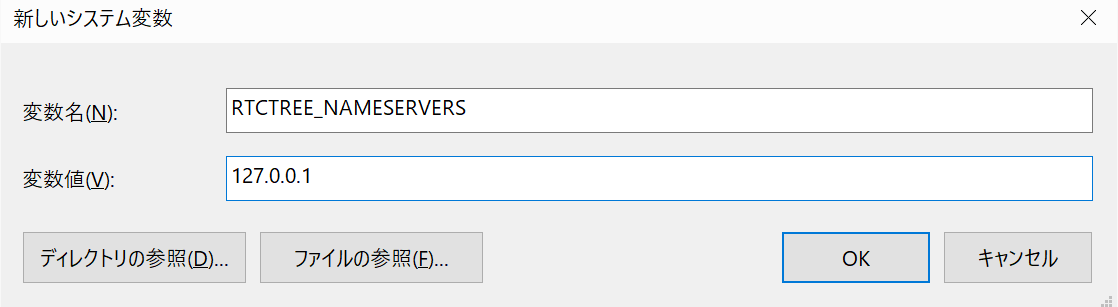 新しいシステム変数
変数名(N):
RTCTREE_NAMESERVERS
変数値(V):
127.0.0.1
ディレクトリの参照(D)...
ファイルの参照(F)...
OK
キャンセル